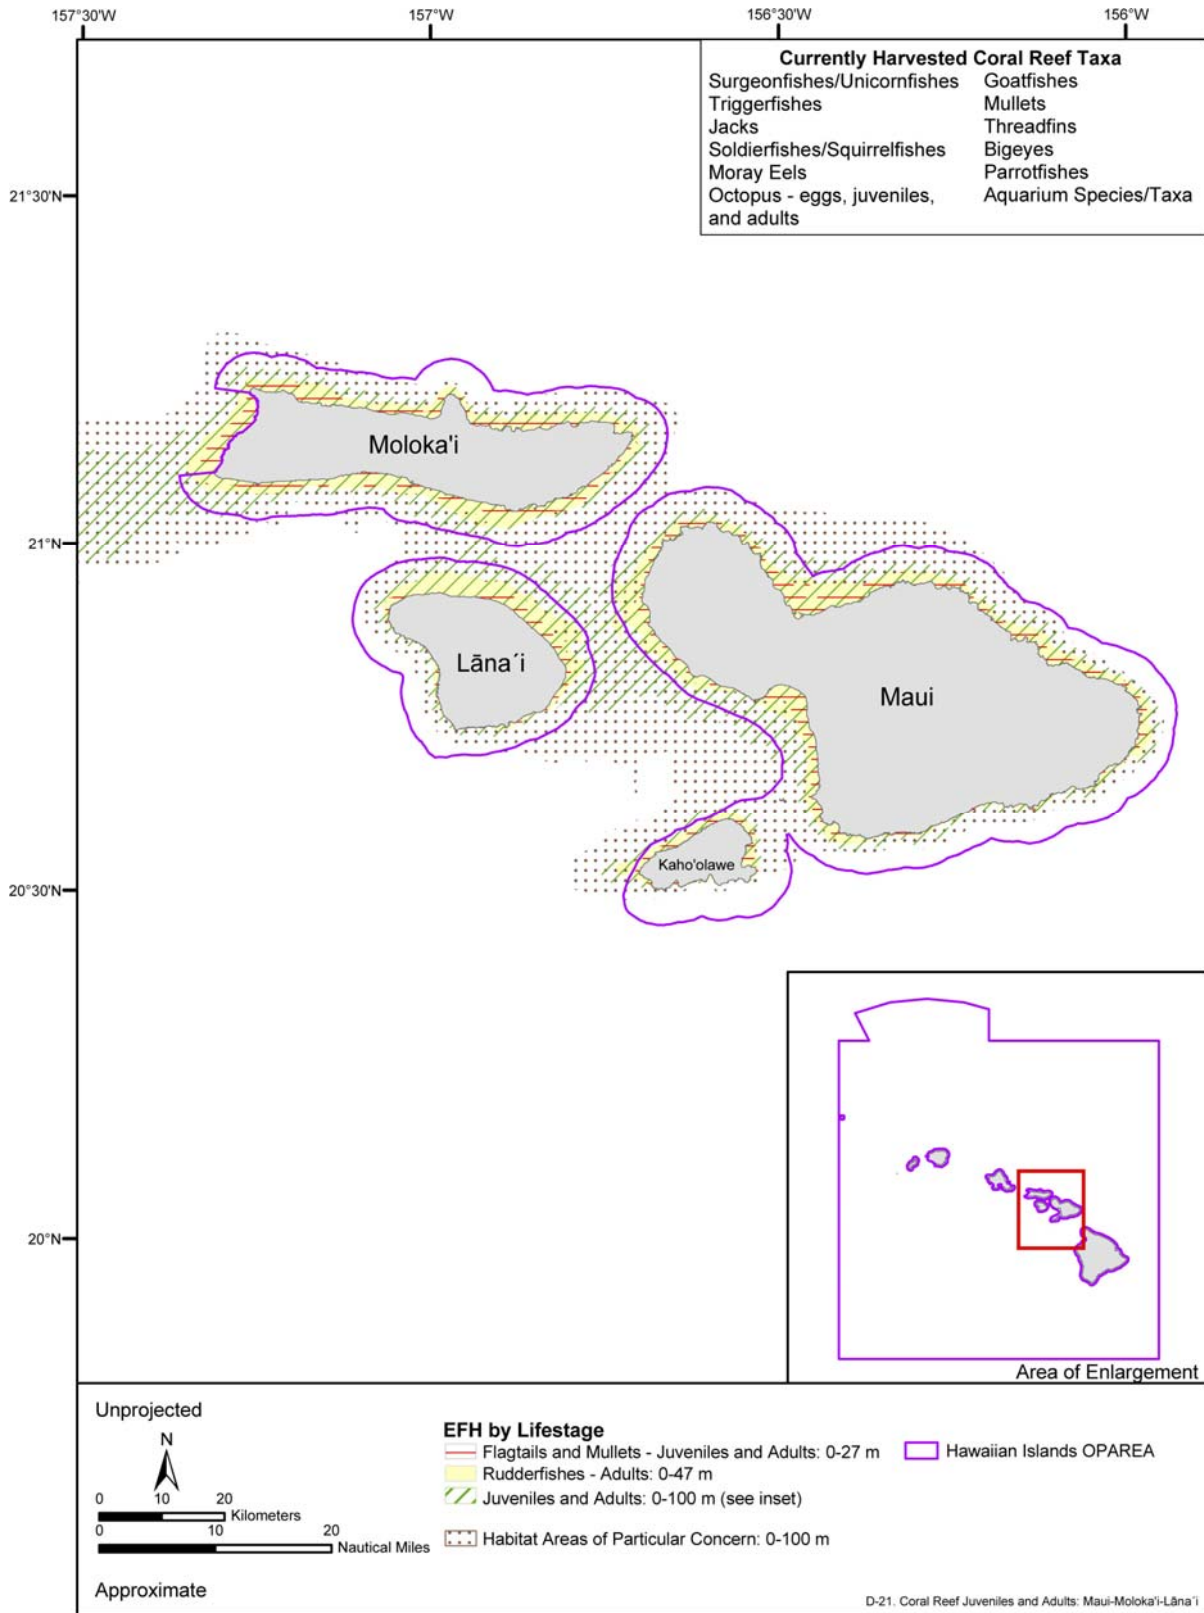 157°30'W
157°W
156°30'W
156°W
Currently Harvested Coral Reef Taxa
Surgeonfishes/Unicornfishes Goatfishes
Triggerfishes Mullets
Jacks Threadfins
Soldierfishes/Squirrelfishes Bigeyes
Moray Eels Parrotfishes
Octopus - eggs, juveniles, Aquarium Species/Taxa
and adults
21°30'N
Moloka'i
21°N
Lāna´i
Maui
Kaho'olawe
20°30'N
20°N
Area of Enlargement
Unprojected
N
0 10 20
Kilometers
0 10 20
Nautical Miles
Approximate
EFH by Lifestage
Flagtails and Mullets - Juveniles and Adults: 0-27 m
Rudderfishes - Adults: 0-47 m
Juveniles and Adults: 0-100 m (see inset)
Habitat Areas of Particular Concern: 0-100 m
Hawaiian Islands OPAREA
D-21. Coral Reef Juveniles and Adults: Maui-Moloka'i-Lāna´i